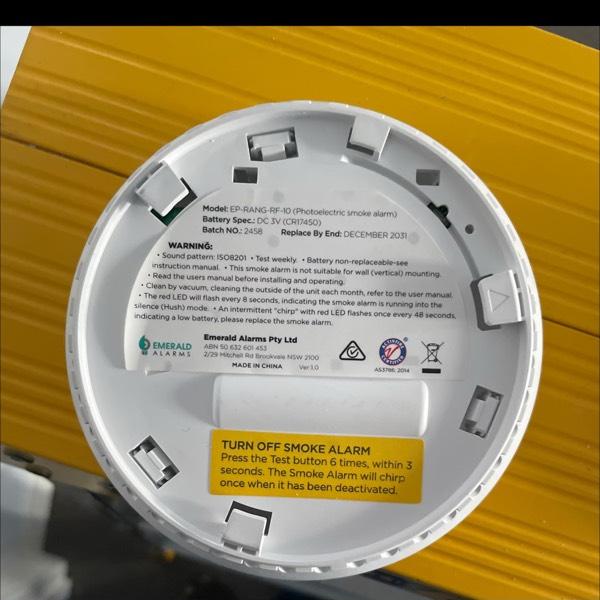 Model: EP-RANG-RF-10 (Photoelectric smoke alarm)
Battery Spec.: DC 3V (CR17450)
Batch NO.: 2458 Replace By End: DECEMBER 2031
WARNING:
• Sound pattern: ISO8201 • Test weekly. • Battery non-replaceable-see
instruction manual. • This smoke alarm is not suitable for wall (vertical) mounting.
• Read the users manual before installing and operating.
• Clean by vacuum, cleaning the outside of the unit each month, refer to the user manual.
• The red LED will flash every 8 seconds, indicating the smoke alarm is running into the
silence (Hush) mode. • An intermittent "chirp" with red LED flashes once every 48 seconds,
indicating a low battery, please replace the smoke alarm.
EMERALD
ALARMS
Emerald Alarms Pty Ltd
ABN 50 632 601 453
2/29 Mitchell Rd Brookvale NSW 2100
MADE IN CHINA Ver:1.0
AS3786: 2014
TURN OFF SMOKE ALARM
Press the Test button 6 times, within 3
seconds. The Smoke Alarm will chirp
once when it has been deactivated.